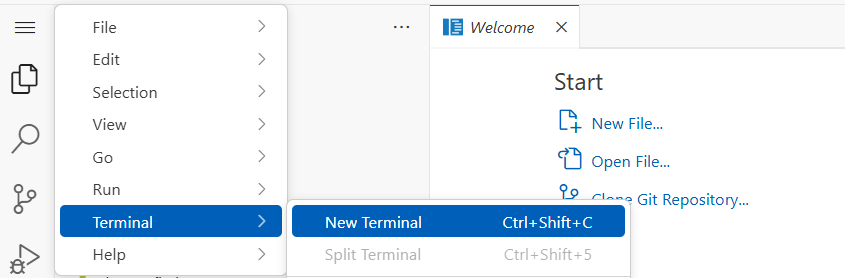 File
Edit
Selection
View
Go
Run
Terminal
Help
New Terminal Ctrl+Shift+C
Split Terminal Ctrl+Shift+5
Welcome
Start
New File...
Open File...
Clone Git Repository...